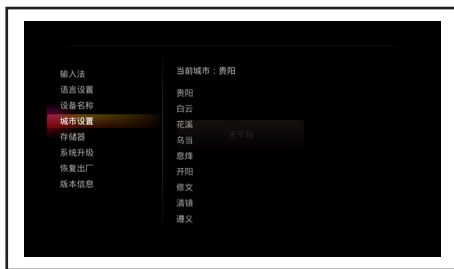 输入法
语言设置
设备名称
城市设置
存储器
系统升级
恢复出厂
版本信息
当前城市：贵阳
贵阳
白云
花溪
乌当
息烽
开阳
修文
清镇
遵义
无节目